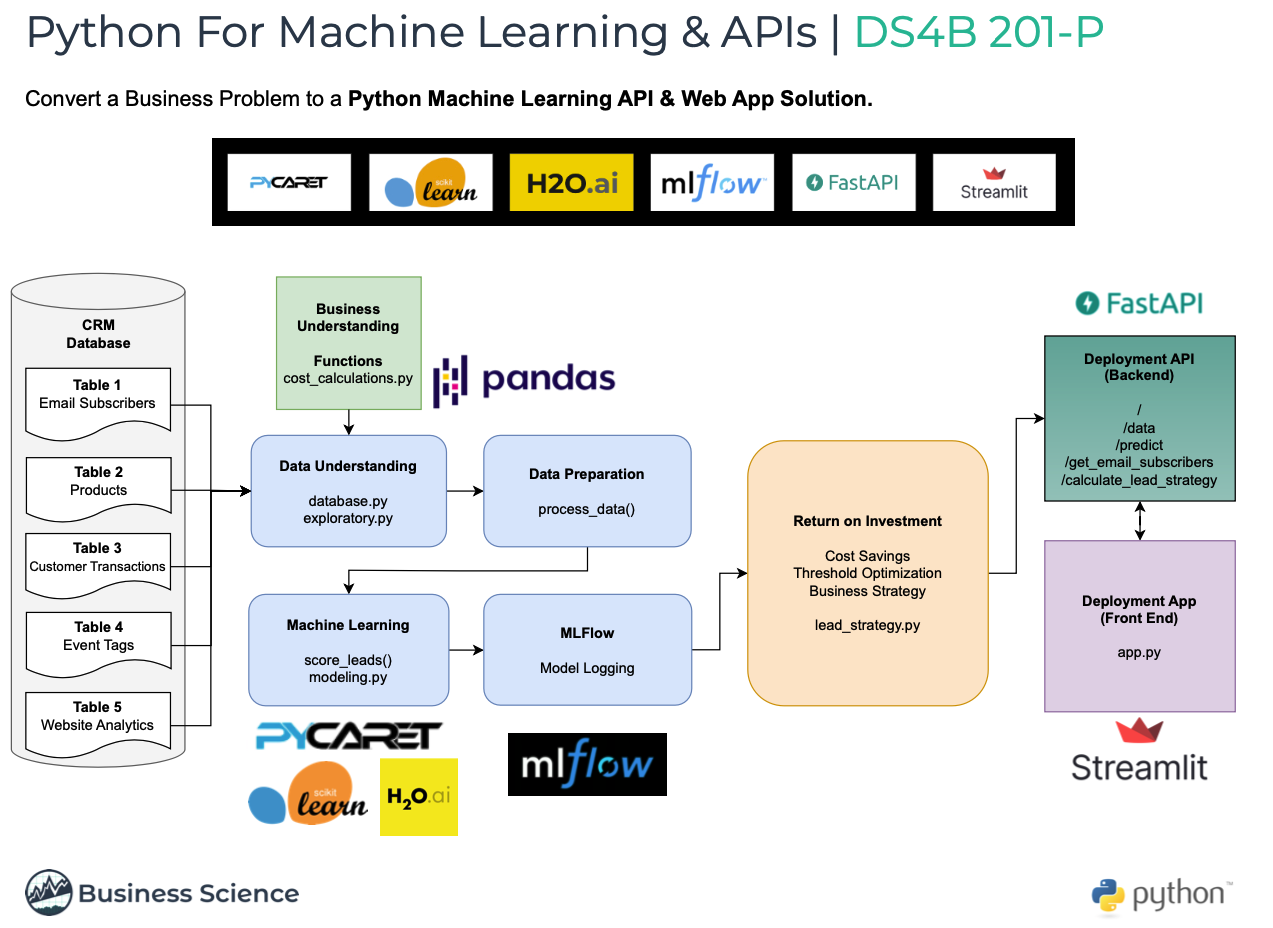 Python For Machine Learning & APIs | DS4B 201-P
Convert a Business Problem to a Python Machine Learning API & Web App Solution.
PYCARET
scikit
learn
H2O.ai
mlflow™
FastAPI
Streamlit
CRM
Database
Table 1
Email Subscribers
Table 2
Products
Table 3
Customer Transactions
Table 4
Event Tags
Table 5
Website Analytics
Business
Understanding
Functions
cost_calculations.py
pandas
Data Understanding
database.py
exploratory.py
Data Preparation
process_data()
Machine Learning
score_leads()
modeling.py
MLFlow
Model Logging
PYCARET
scikit
learn
H2O.ai
mlflow
Return on Investment
Cost Savings
Threshold Optimization
Business Strategy
lead_strategy.py
FastAPI
Deployment API
(Backend)
/
/data
/predict
/get_email_subscribers
/calculate_lead_strategy
Deployment App
(Front End)
app.py
Streamlit
Business Science
python™